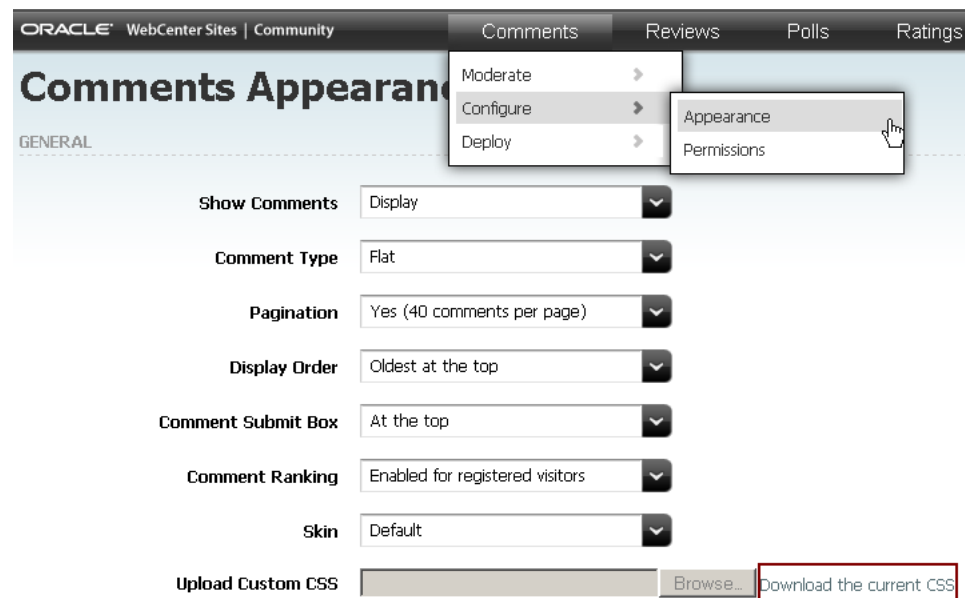 ORACLE WebCenter Sites | Community Comments Reviews Polls Ratings
Comments Appearan
Moderate
Configure
Deploy
Appearance
Permissions
GENERAL
Show Comments Display
Comment Type Flat
Pagination Yes (40 comments per page)
Display Order Oldest at the top
Comment Submit Box At the top
Comment Ranking Enabled for registered visitors
Skin Default
Upload Custom CSS Browse... Download the current CSS